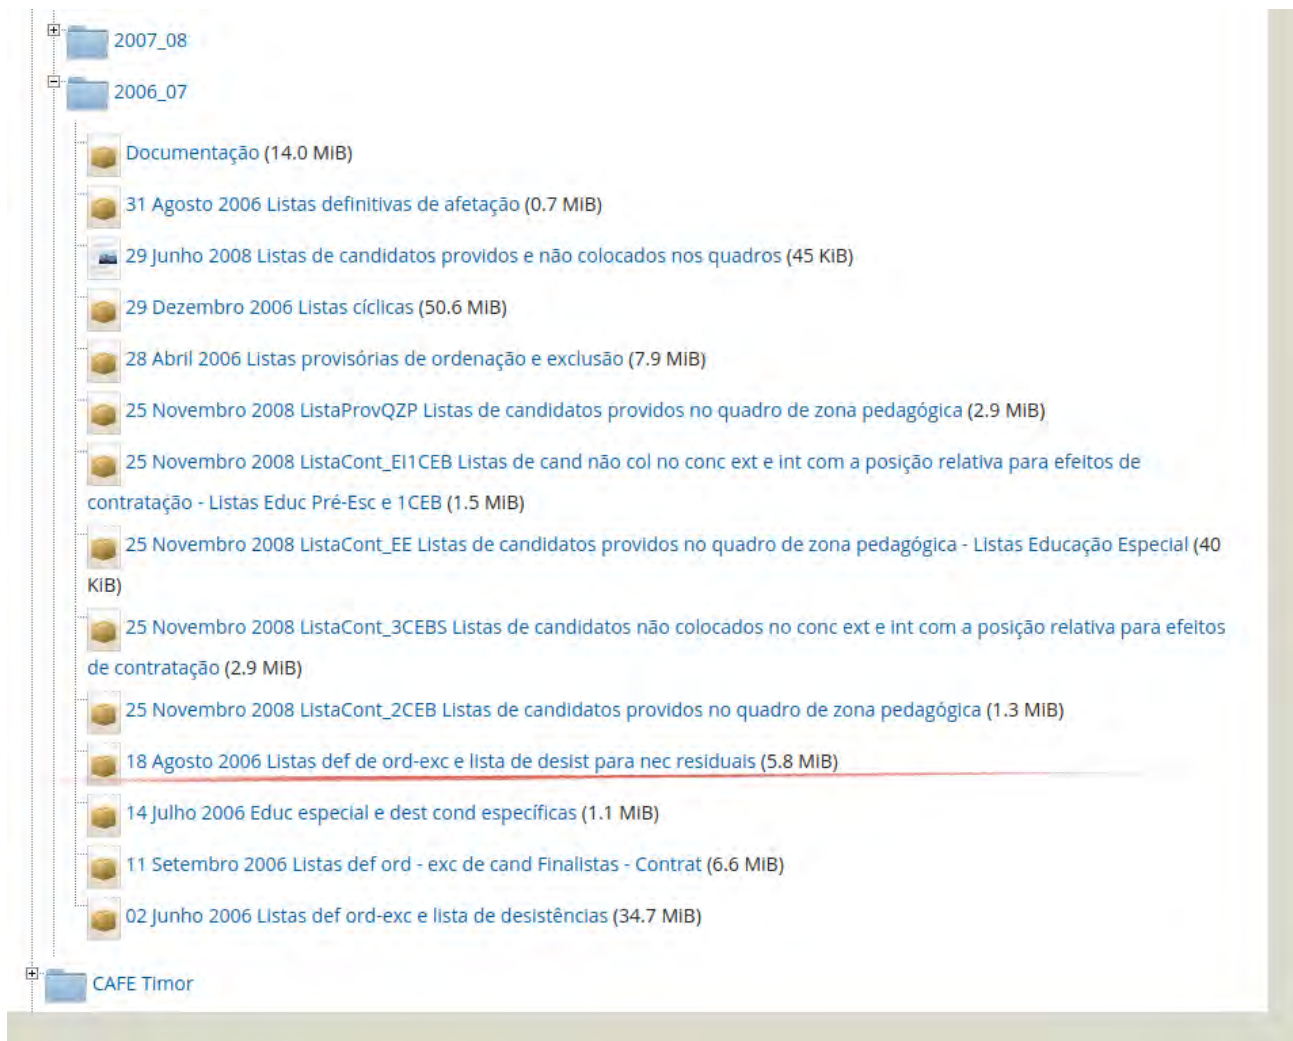 2007_08
2006_07
Documentação (14.0 MiB)
31 Agosto 2006 Listas definitivas de afetação (0.7 MiB)
29 Junho 2008 Listas de candidatos providos e não colocados nos quadros (45 KiB)
29 Dezembro 2006 Listas cíclicas (50.6 MiB)
28 Abril 2006 Listas provisórias de ordenação e exclusão (7.9 MiB)
25 Novembro 2008 ListaProvQZP Listas de candidatos providos no quadro de zona pedagógica (2.9 MiB)
25 Novembro 2008 ListaCont_EI1CEB Listas de cand não col no conc ext e int com a posição relativa para efeitos de
contratação - Listas Educ Pré-Esc e 1CEB (1.5 MiB)
25 Novembro 2008 ListaCont_EE Listas de candidatos providos no quadro de zona pedagógica - Listas Educação Especial (40
KiB)
25 Novembro 2008 ListaCont_3CEBS Listas de candidatos não colocados no conc ext e int com a posição relativa para efeitos
de contratação (2.9 MiB)
25 Novembro 2008 ListaCont_2CEB Listas de candidatos providos no quadro de zona pedagógica (1.3 MiB)
18 Agosto 2006 Listas def de ord-exc e lista de desist para nec residuais (5.8 MiB)
14 Julho 2006 Educ especial e dest cond específicas (1.1 MiB)
11 Setembro 2006 Listas def ord - exc de cand Finalistas - Contrat (6.6 MiB)
02 Junho 2006 Listas def ord-exc e lista de desistências (34.7 MiB)
CAFE Timor